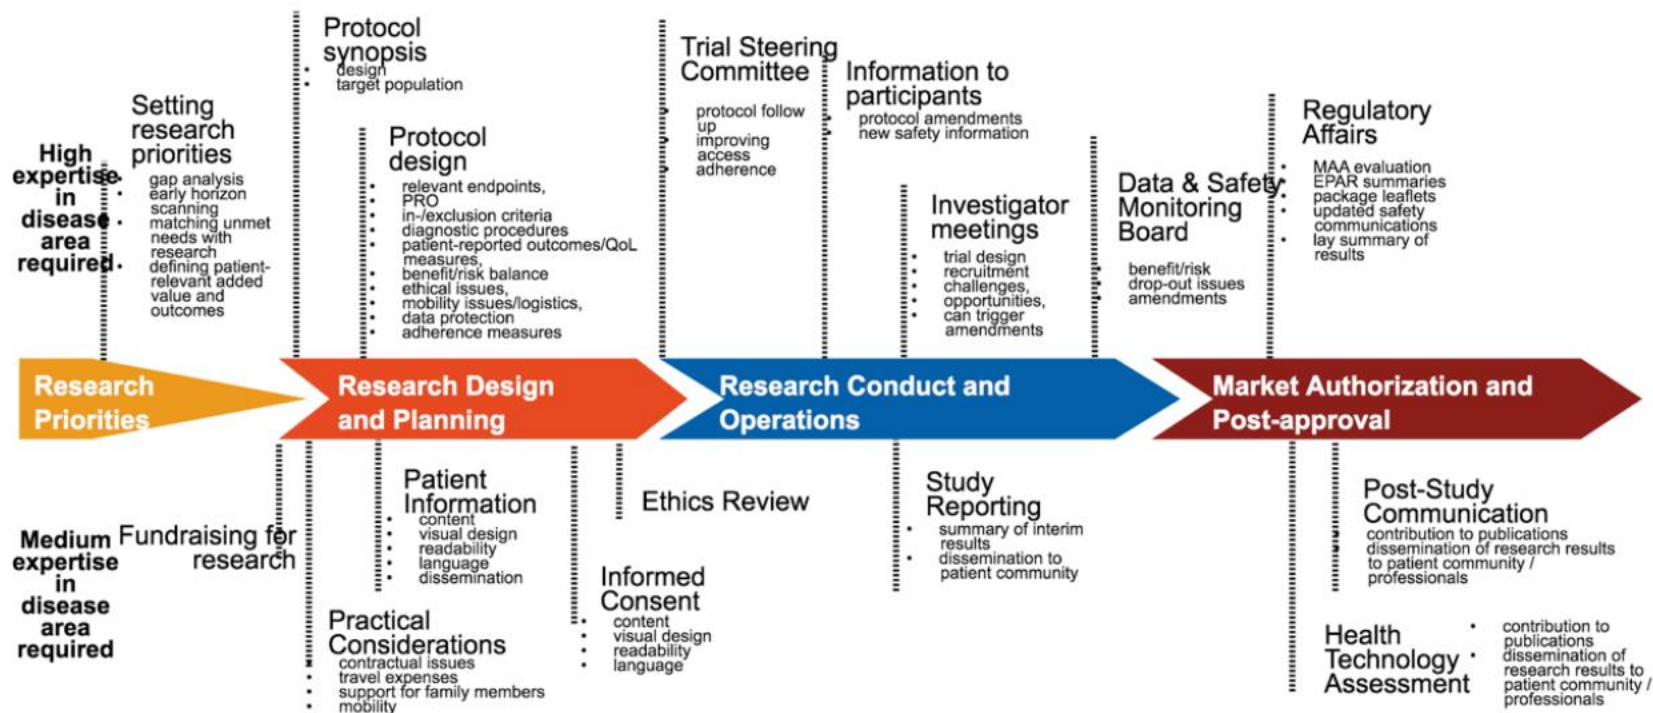 High
expertise
in
disease
area
required
Setting
research
priorities
• gap analysis
• early horizon
scanning
• matching unmet
needs with
research
• defining patient-
relevant added
value and
outcomes
Protocol
synopsis
• design
• target population
Protocol
design
• relevant endpoints,
• PRO
• in-/exclusion criteria
• diagnostic procedures
• patient-reported outcomes/QoL
measures,
• benefit/risk balance
• ethical issues,
• mobility issues/logistics,
• data protection
• adherence measures
Trial Steering
Committee
• protocol follow
up
• improving
access
• adherence
Information to
participants
• protocol amendments
• new safety information
Investigator
meetings
• trial design
• recruitment
challenges,
• opportunities,
• can trigger
amendments
Data & Safety
Monitoring
Board
• benefit/risk
• drop-out issues
• amendments
Regulatory
Affairs
• MAA evaluation
• EPAR summaries
• package leaflets
• updated safety
communications
• lay summary of
results
Research
Priorities
Research Design
and Planning
Research Conduct and
Operations
Market Authorization and
Post-approval
Medium
expertise
in
disease
area
required
Fundraising for
research
Patient
Information
• content
• visual design
• readability
• language
• dissemination
Practical
Considerations
• contractual issues
• travel expenses
• support for family members
• mobility
Ethics Review
Informed
Consent
• content
• visual design
• readability
• language
Study
Reporting
• summary of interim
results
• dissemination to
patient community
Post-Study
Communication
• contribution to publications
• dissemination of research results
to patient community /
professionals
Health
Technology
Assessment
• contribution to
publications
• dissemination of
research results to
patient community /
professionals